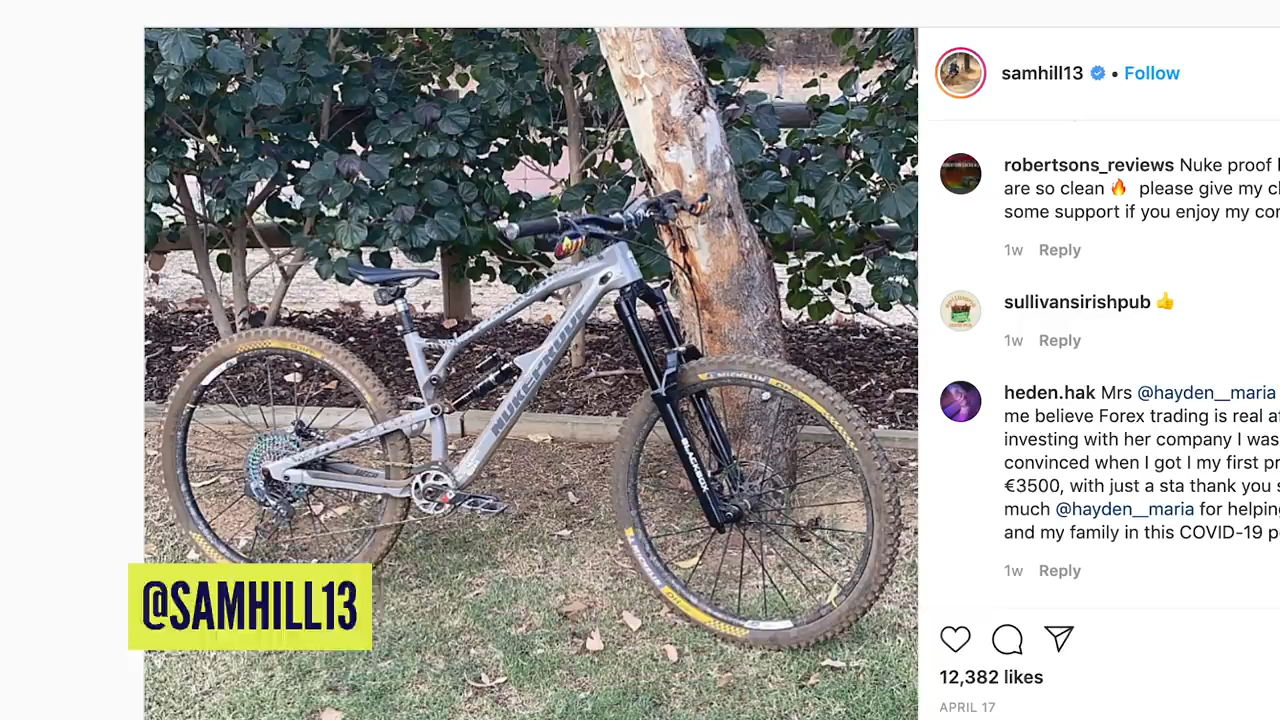 samhill13 • Follow
robertsons_reviews Nuke proof
are so clean 🔥 please give my
some support if you enjoy my
1w Reply
sullivansirishpub 👍
1w Reply
heden.hak Mrs @hayden__maria
me believe Forex trading is real
investing with her company I was
convinced when I got I my first
€3500, with just a sta thank you
much @hayden__maria for
and my family in this COVID-19
1w Reply
12,382 likes
APRIL 17
NUKEPROOF
BLACKBOX
MICHELIN
@SAMHILL13